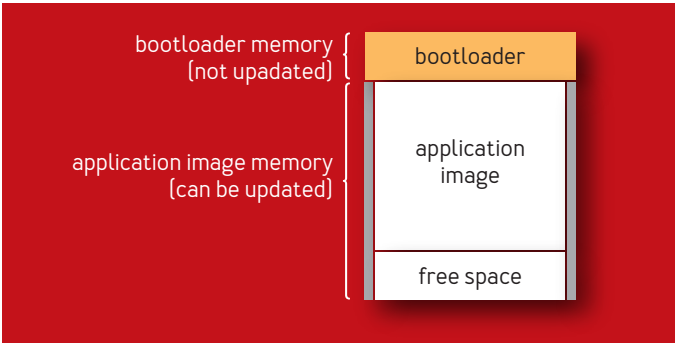 bootloader memory
(not upadated)
bootloader
application image memory
(can be updated)
application
image
free space